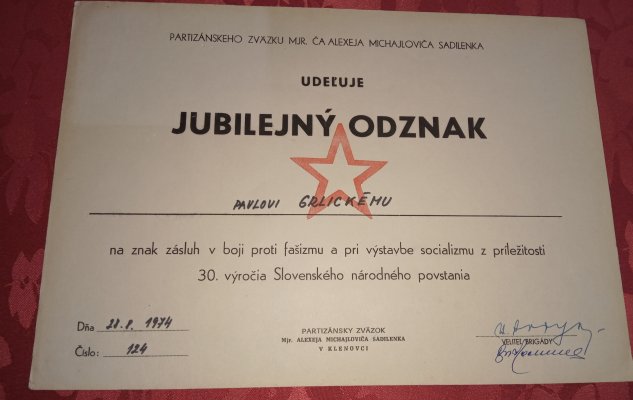 PARTIZÁNSKEHO ZVÄZKU MJR. ČA ALEXEJA MICHAJLOVIČA SADILENKA
UDEĽUJE
JUBILEJNÝ ODZNAK
PAVLOVI GRLICKÉMU
na znak zásluh v boji proti fašizmu a pri výstavbe socializmu z príležitosti
30. výročia Slovenského národného povstania
Dňa 28.8. 1974
Číslo: 124
PARTIZÁNSKY ZVÄZOK
Mjr. ALEXEJA MICHAJLOVIČA SADILENKA
V KLENOVCI
VELITEĽ BRIGÁDY